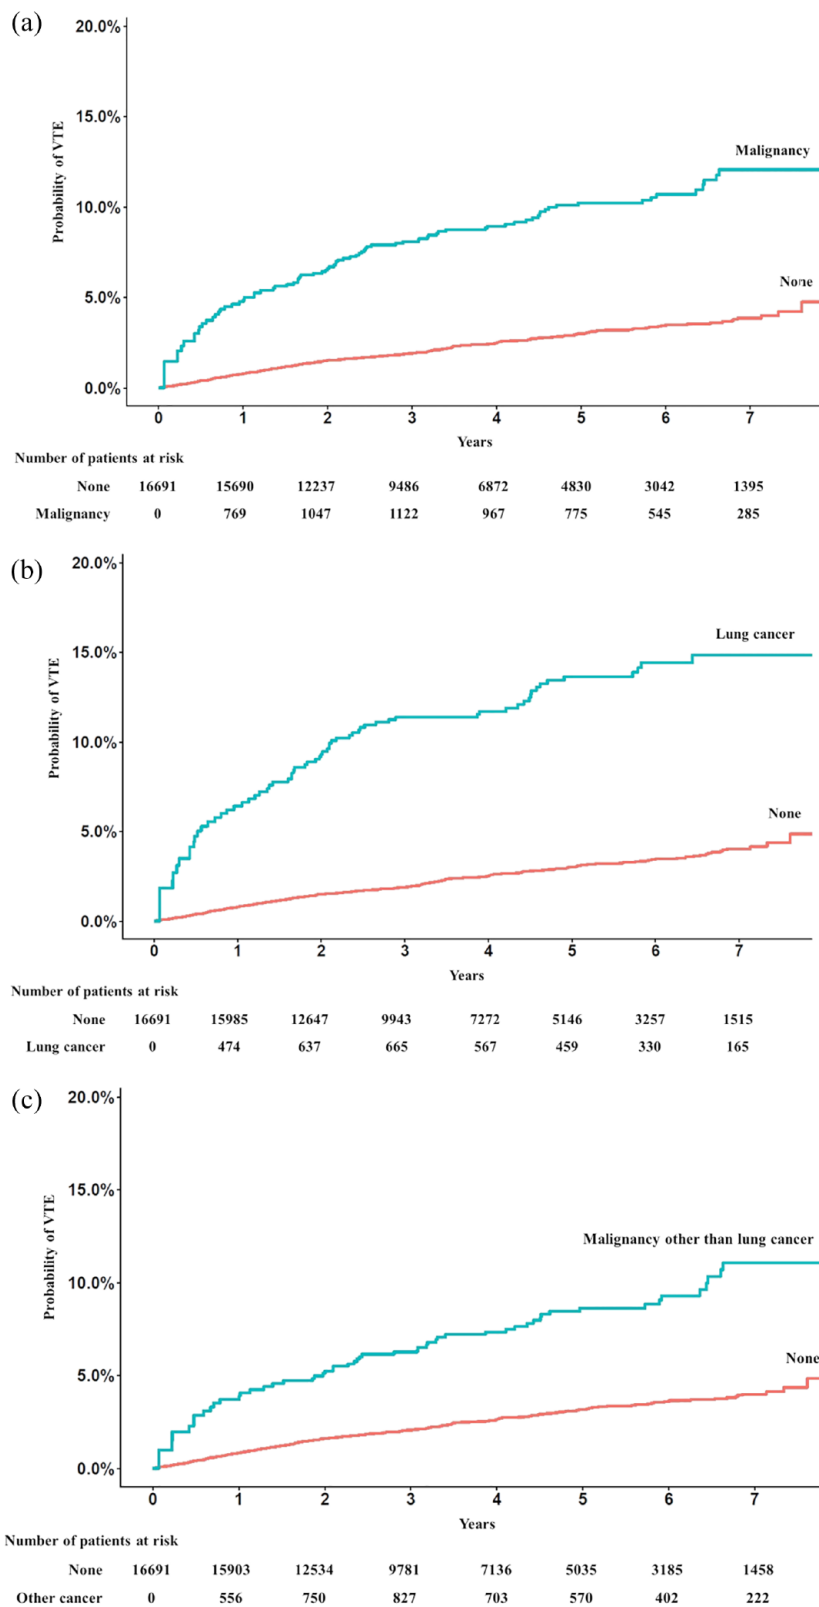 (a)
20.0%
15.0%
10.0%
5.0%
0.0%
Probability of VTE
Malignancy
None
0 1 2 3 4 5 6 7
Years
Number of patients at risk
None 16691 15690 12237 9486 6872 4830 3042 1395
Malignancy 0 769 1047 1122 967 775 545 285
(b)
20.0%
15.0%
10.0%
5.0%
0.0%
Probability of VTE
Lung cancer
None
0 1 2 3 4 5 6 7
Years
Number of patients at risk
None 16691 15985 12647 9943 7272 5146 3257 1515
Lung cancer 0 474 637 665 567 459 330 165
(c)
20.0%
15.0%
10.0%
5.0%
0.0%
Probability of VTE
Malignancy other than lung cancer
None
0 1 2 3 4 5 6 7
Years
Number of patients at risk
None 16691 15903 12534 9781 7136 5035 3185 1458
Other cancer 0 556 750 827 703 570 402 222